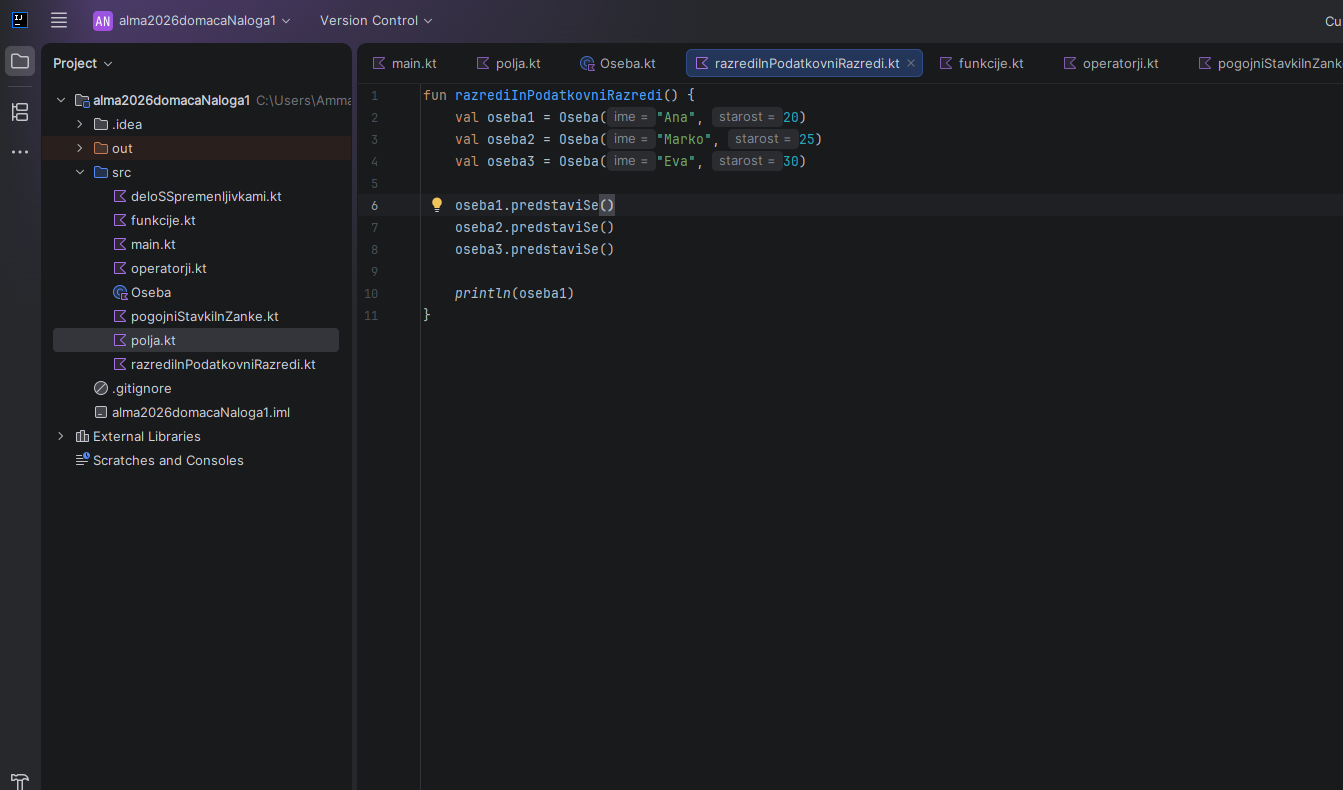 IJ
AN alma2026domacaNaloga1 Version Control Cu
Project main.kt polja.kt Oseba.kt razrediInPodatkovniRazredi.kt funkcije.kt operatorji.kt pogojniStavkiInZank
alma2026domacaNaloga1 C:\Users\Amma
.idea
out
src
deloSSpremenljivkami.kt
funkcije.kt
main.kt
operatorji.kt
Oseba
pogojniStavkiInZanke.kt
polja.kt
razrediInPodatkovniRazredi.kt
.gitignore
alma2026domacaNaloga1.iml
External Libraries
Scratches and Consoles
1 fun razrediInPodatkovniRazredi() {
2 val oseba1 = Oseba( ime = "Ana", starost = 20)
3 val oseba2 = Oseba( ime = "Marko", starost = 25)
4 val oseba3 = Oseba( ime = "Eva", starost = 30)
5
6 oseba1.predstaviSe()
7 oseba2.predstaviSe()
8 oseba3.predstaviSe()
9
10 println(oseba1)
11 }